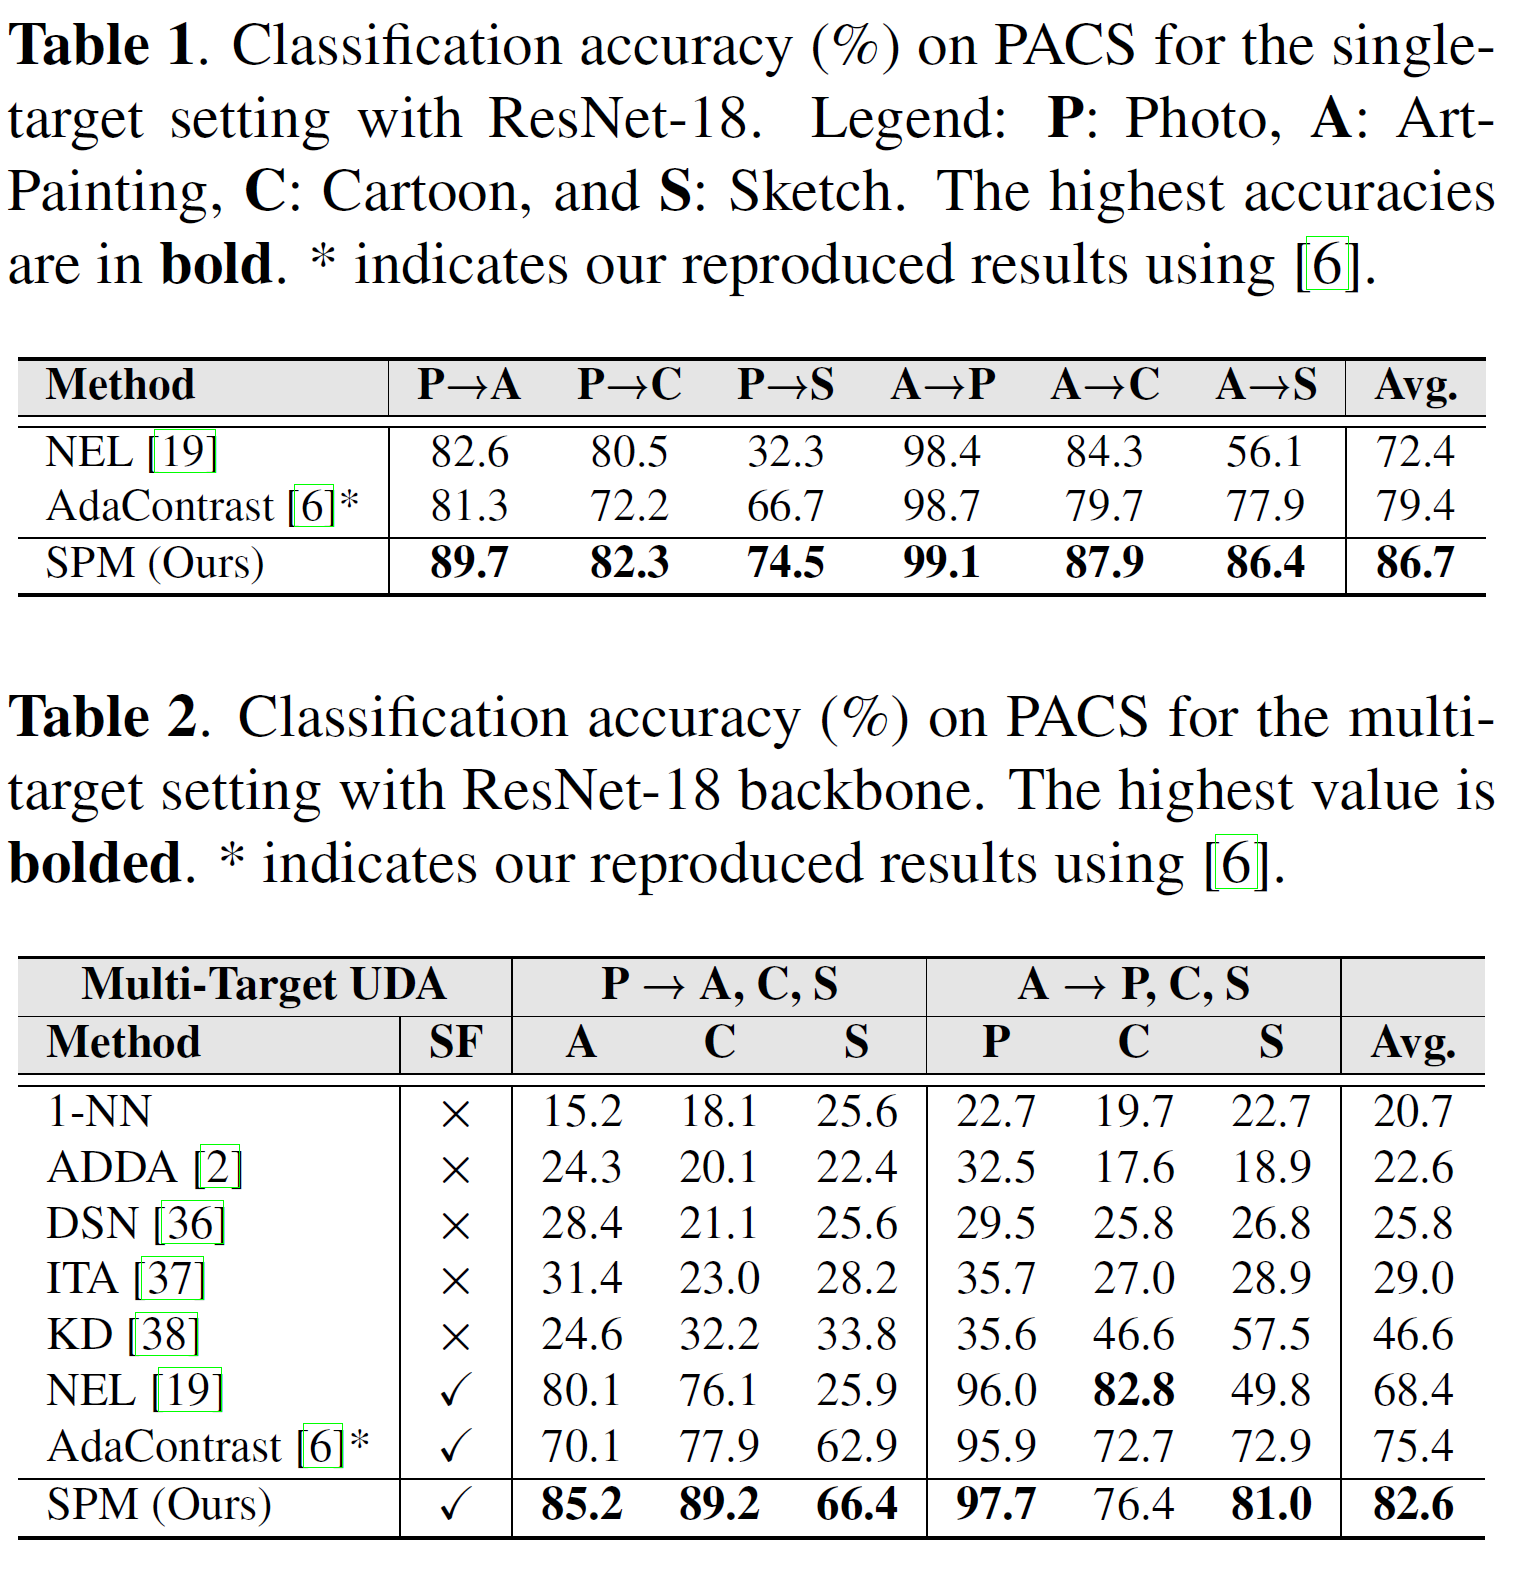 Table 1. Classification accuracy (%) on PACS for the single-
target setting with ResNet-18. Legend: P: Photo, A: Art-
Painting, C: Cartoon, and S: Sketch. The highest accuracies
are in bold. * indicates our reproduced results using [6].
Method P→A P→C P→S A→P A→C A→S Avg.
NEL [19] 82.6 80.5 32.3 98.4 84.3 56.1 72.4
AdaContrast [6]* 81.3 72.2 66.7 98.7 79.7 77.9 79.4
SPM (Ours) 89.7 82.3 74.5 99.1 87.9 86.4 86.7
Table 2. Classification accuracy (%) on PACS for the multi-
target setting with ResNet-18 backbone. The highest value is
bolded. * indicates our reproduced results using [6].
Multi-Target UDA P → A, C, S A → P, C, S
Method SF A C S P C S Avg.
1-NN × 15.2 18.1 25.6 22.7 19.7 22.7 20.7
ADDA [2] × 24.3 20.1 22.4 32.5 17.6 18.9 22.6
DSN [36] × 28.4 21.1 25.6 29.5 25.8 26.8 25.8
ITA [37] × 31.4 23.0 28.2 35.7 27.0 28.9 29.0
KD [38] × 24.6 32.2 33.8 35.6 46.6 57.5 46.6
NEL [19] ✓ 80.1 76.1 25.9 96.0 82.8 49.8 68.4
AdaContrast [6]* ✓ 70.1 77.9 62.9 95.9 72.7 72.9 75.4
SPM (Ours) ✓ 85.2 89.2 66.4 97.7 76.4 81.0 82.6